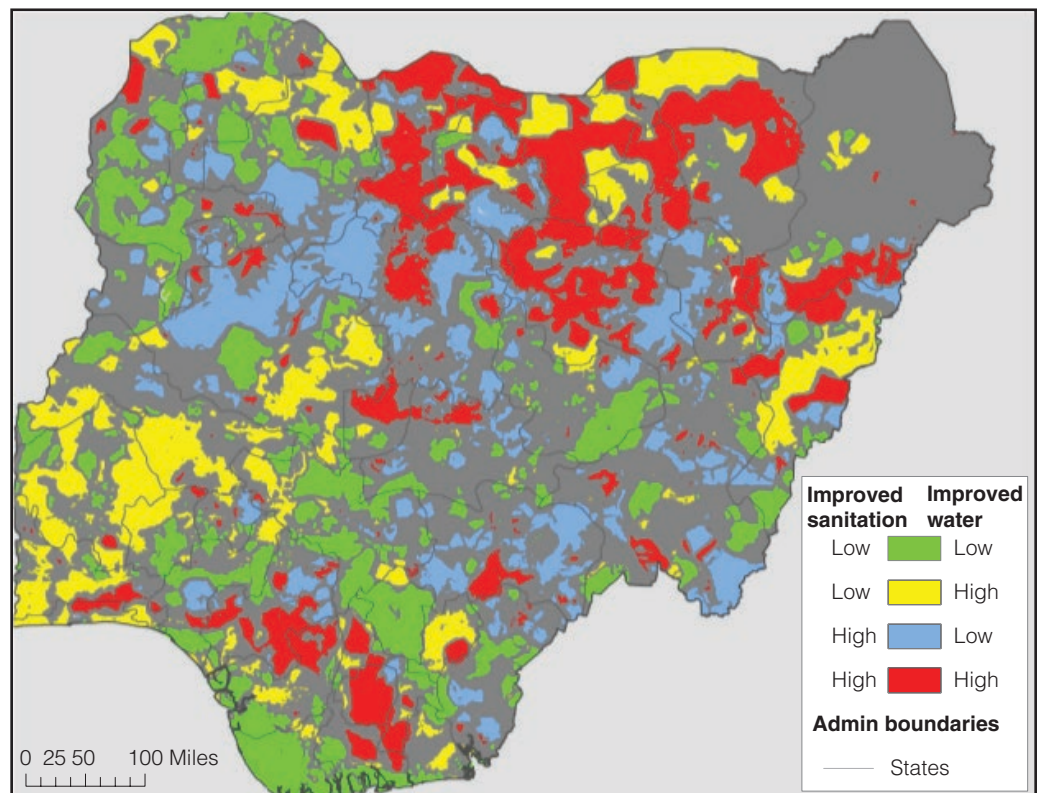 Improved Improved
sanitation water
Low Low
Low High
High Low
High High
Admin boundaries
States
0 25 50 100 Miles